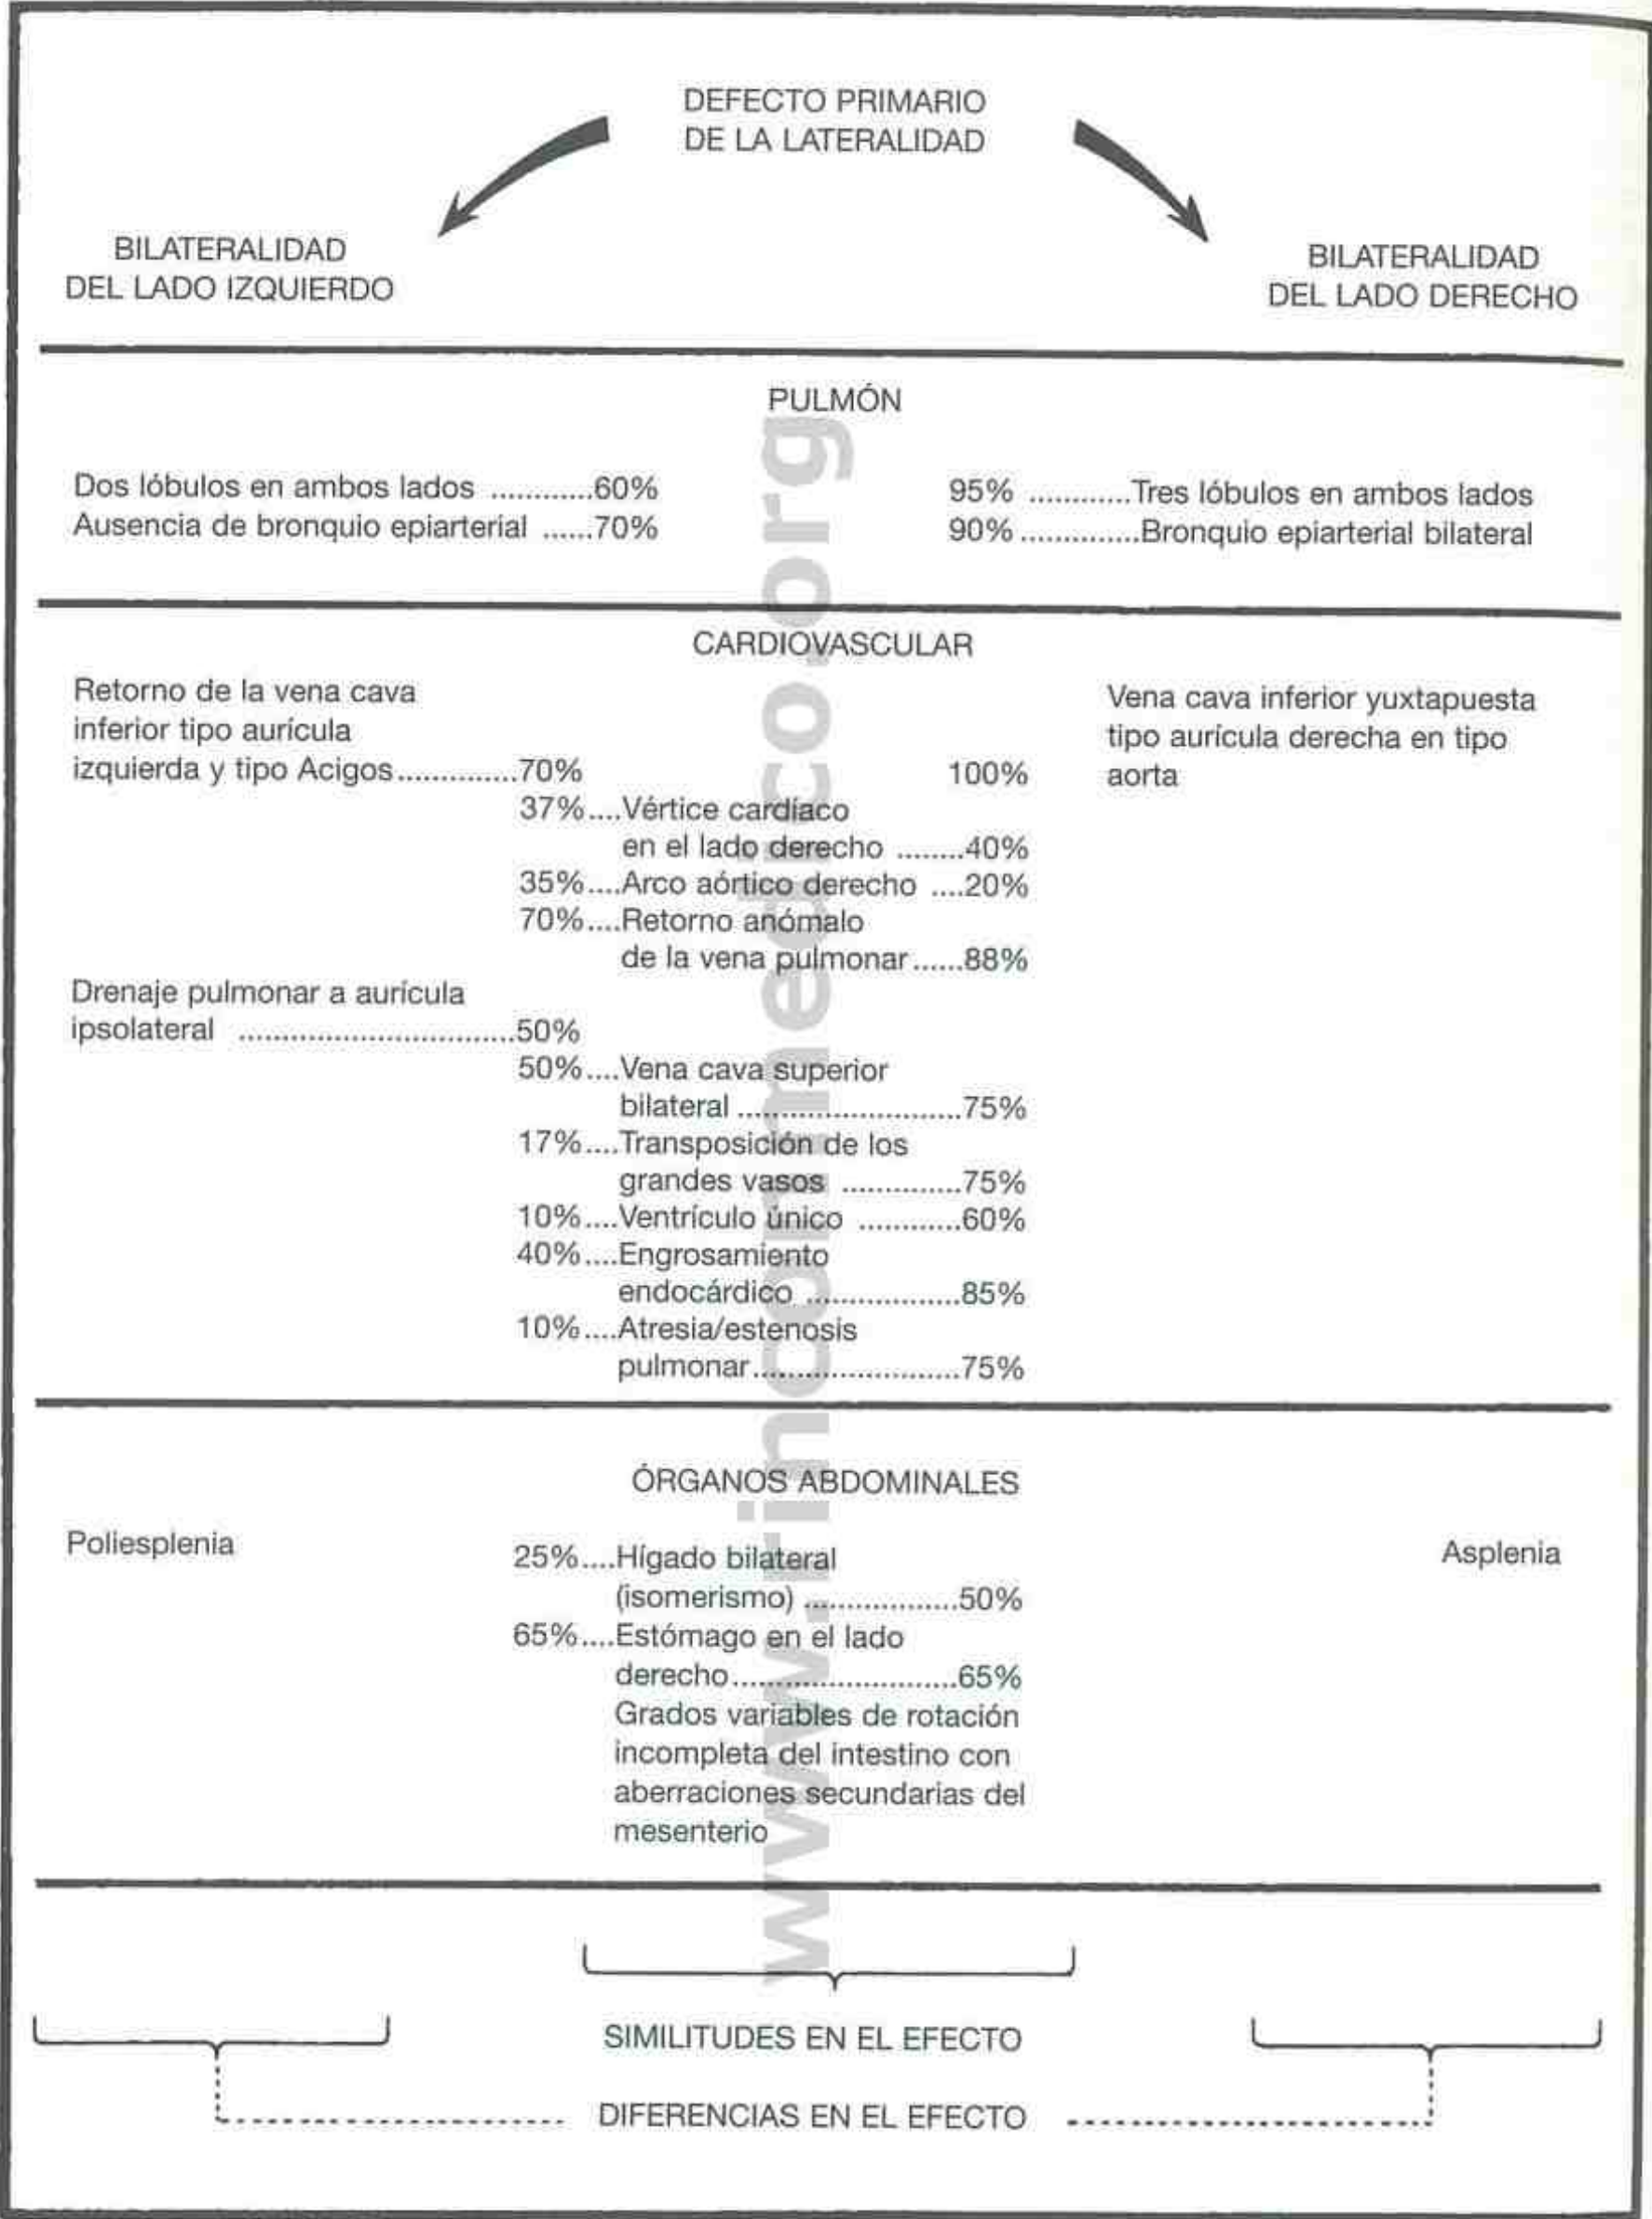 DEFECTO PRIMARIO
DE LA LATERALIDAD
BILATERALIDAD
DEL LADO IZQUIERDO
BILATERALIDAD
DEL LADO DERECHO
PULMÓN
Dos lóbulos en ambos lados ............60%
Ausencia de bronquio epiarterial ......70%
95% ............Tres lóbulos en ambos lados
90% ..............Bronquio epiarterial bilateral
CARDIOVASCULAR
Retorno de la vena cava
inferior tipo aurícula
izquierda y tipo Acigos..............70%
100%
Vena cava inferior yuxtapuesta
tipo aurícula derecha en tipo
aorta
37%....Vértice cardíaco
en el lado derecho ........40%
35%....Arco aórtico derecho ....20%
70%....Retorno anómalo
de la vena pulmonar......88%
Drenaje pulmonar a aurícula
ipsolateral ................................50%
50%....Vena cava superior
bilateral ..........................75%
17%....Transposición de los
grandes vasos ..............75%
10%....Ventrículo único ............60%
40%....Engrosamiento
endocárdico ..................85%
10%....Atresia/estenosis
pulmonar........................75%
ÓRGANOS ABDOMINALES
Poliesplenia
25%....Hígado bilateral
(isomerismo) ..................50%
65%....Estómago en el lado
derecho..........................65%
Grados variables de rotación
incompleta del intestino con
aberraciones secundarias del
mesenterio
Asplenia
SIMILITUDES EN EL EFECTO
DIFERENCIAS EN EL EFECTO
www.rinconmedico.org